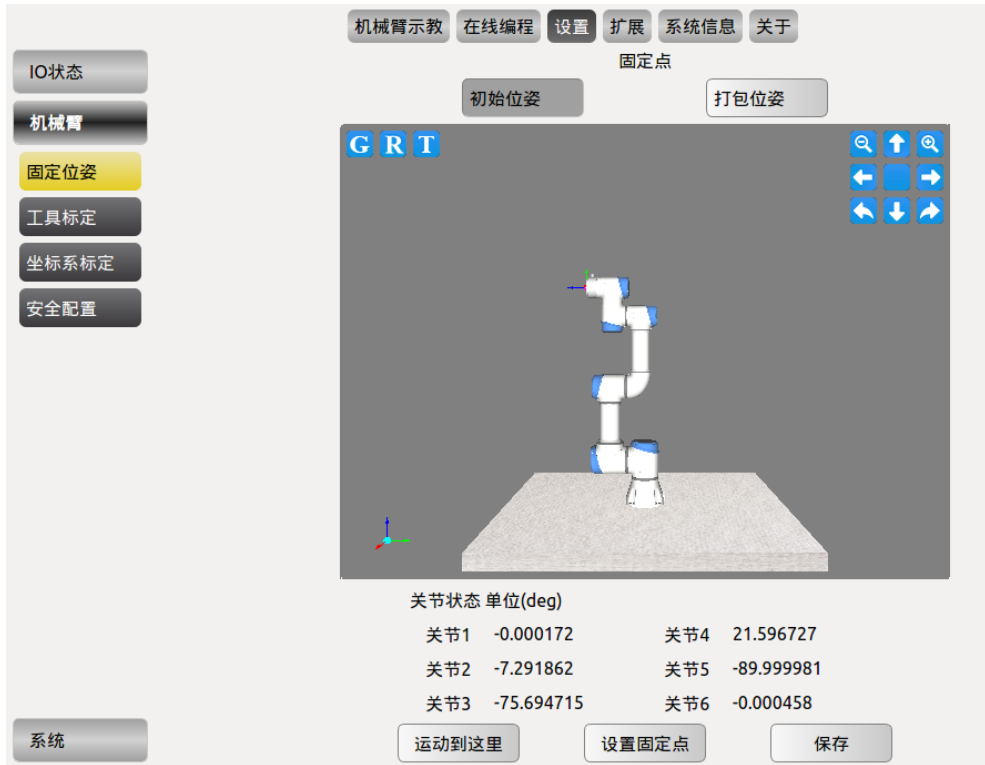 机械臂示教 在线编程 设置 扩展 系统信息 关于
固定点
IO状态
机械臂
固定位姿
工具标定
坐标系标定
安全配置
系统
初始位姿 打包位姿
G R T
关节状态 单位(deg)
关节1 -0.000172 关节4 21.596727
关节2 -7.291862 关节5 -89.999981
关节3 -75.694715 关节6 -0.000458
运动到这里 设置固定点 保存